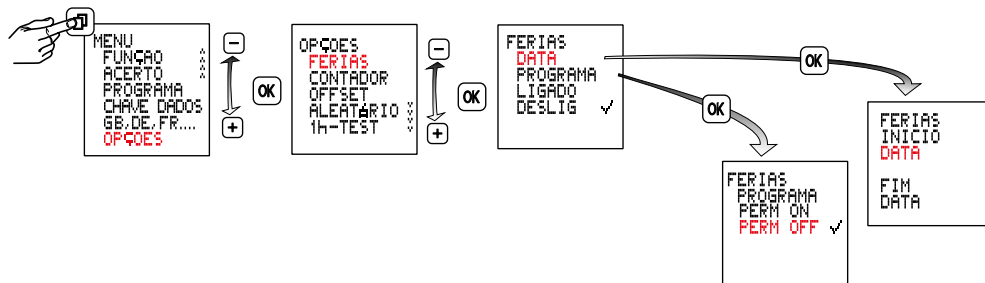 MENU
FUNÇAO
ACERTO
PROGRAMA
CHAVE DADOS
GB,DE,FR....
OPÇOES
−
+
OK
OPÇOES
FERIAS
CONTADOR
OFFSET
ALEATÁRIO
1h-TEST
−
+
OK
FERIAS
DATA
PROGRAMA
LIGADO
DESLIG ✓
OK
OK
FERIAS
PROGRAMA
PERM ON
PERM OFF ✓
FERIAS
INICIO
DATA
FIM
DATA